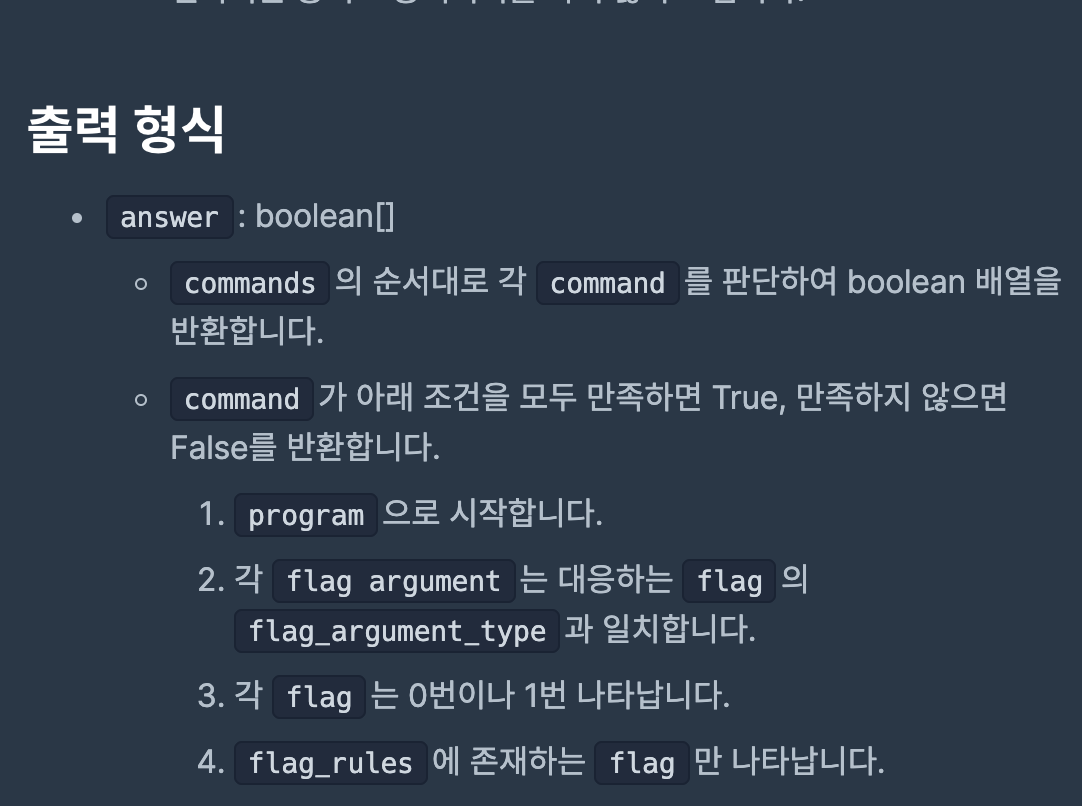 출력 형식
answer : boolean[]
commands 의 순서대로 각 command 를 판단하여 boolean 배열을
반환합니다.
command 가 아래 조건을 모두 만족하면 True, 만족하지 않으면
False를 반환합니다.
1. program 으로 시작합니다.
2. 각 flag argument 는 대응하는 flag 의
flag_argument_type 과 일치합니다.
3. 각 flag 는 0번이나 1번 나타납니다.
4. flag_rules 에 존재하는 flag 만 나타납니다.